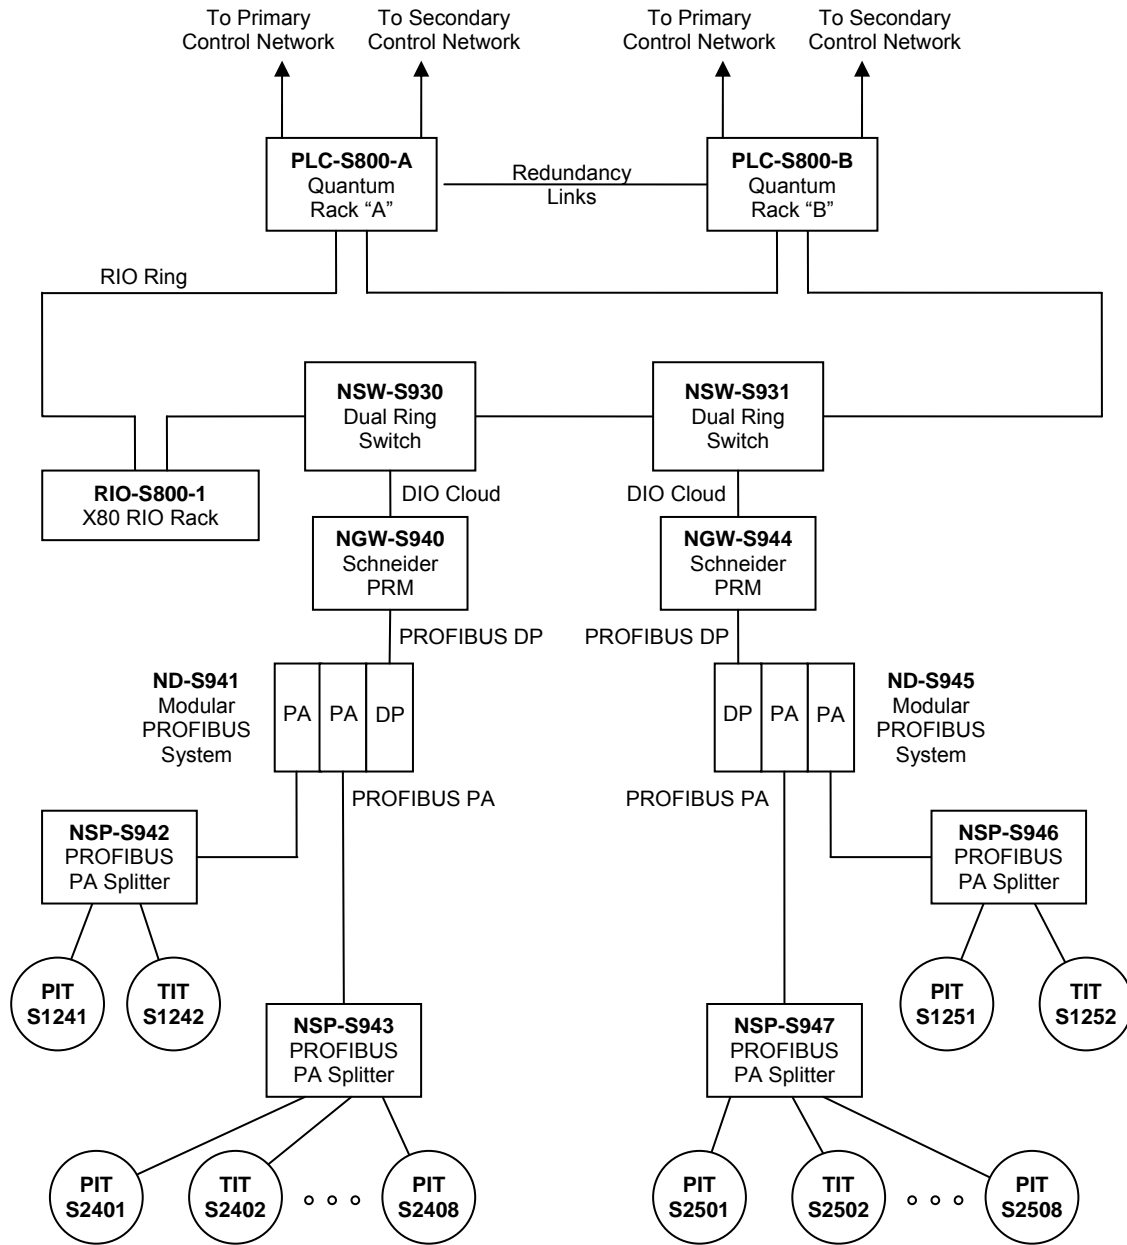 To Primary
Control Network
To Secondary
Control Network
To Primary
Control Network
To Secondary
Control Network
PLC-S800-A
Quantum
Rack “A”
Redundancy
Links
PLC-S800-B
Quantum
Rack “B”
RIO Ring
NSW-S930
Dual Ring
Switch
NSW-S931
Dual Ring
Switch
RIO-S800-1
X80 RIO Rack
DIO Cloud
DIO Cloud
NGW-S940
Schneider
PRM
NGW-S944
Schneider
PRM
PROFIBUS DP
PROFIBUS DP
ND-S941
Modular
PROFIBUS
System
PA
PA
DP
DP
PA
PA
ND-S945
Modular
PROFIBUS
System
PROFIBUS PA
PROFIBUS PA
NSP-S942
PROFIBUS
PA Splitter
NSP-S946
PROFIBUS
PA Splitter
PIT
S1241
TIT
S1242
PIT
S1251
TIT
S1252
NSP-S943
PROFIBUS
PA Splitter
NSP-S947
PROFIBUS
PA Splitter
PIT
S2401
TIT
S2402
PIT
S2408
PIT
S2501
TIT
S2502
PIT
S2508